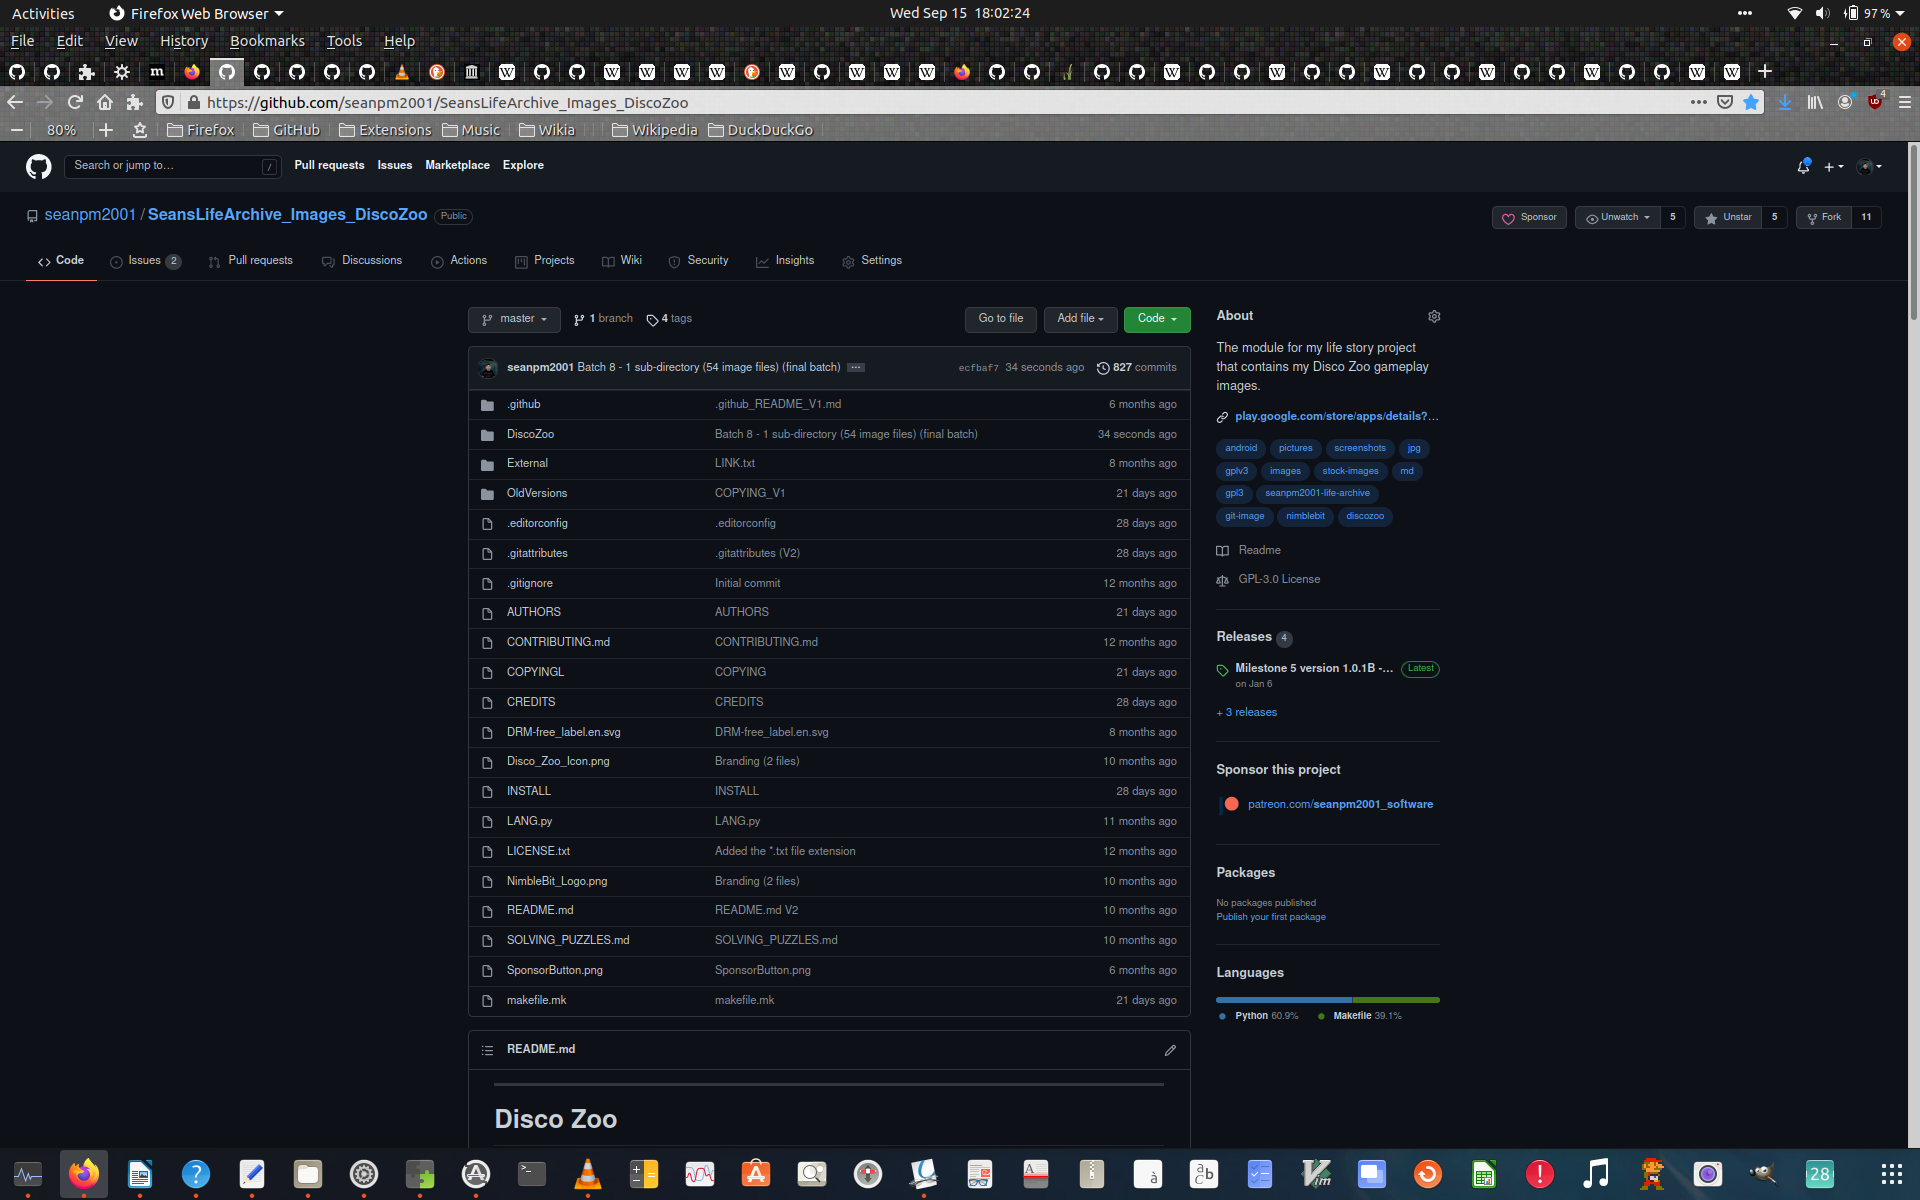 Activities Firefox Web Browser Wed Sep 15 18:02:24 97 %
File Edit View History Bookmarks Tools Help
https://github.com/seanpm2001/SeansLifeArchive_Images_DiscoZoo 4
80% Firefox GitHub Extensions Music Wikia Wikipedia DuckDuckGo
Search or jump to… / Pull requests Issues Marketplace Explore
seanpm2001 / SeansLifeArchive_Images_DiscoZoo Public Sponsor Unwatch 5 Unstar 5 Fork 11
Code Issues 2 Pull requests Discussions Actions Projects Wiki Security Insights Settings
master 1 branch 4 tags Go to file Add file Code
seanpm2001 Batch 8 - 1 sub-directory (54 image files) (final batch) ecfbaf7 34 seconds ago 827 commits
.github .github_README_V1.md 6 months ago
DiscoZoo Batch 8 - 1 sub-directory (54 image files) (final batch) 34 seconds ago
External LINK.txt 8 months ago
OldVersions COPYING_V1 21 days ago
.editorconfig .editorconfig 28 days ago
.gitattributes .gitattributes (V2) 28 days ago
.gitignore Initial commit 12 months ago
AUTHORS AUTHORS 21 days ago
CONTRIBUTING.md CONTRIBUTING.md 12 months ago
COPYINGL COPYING 21 days ago
CREDITS CREDITS 28 days ago
DRM-free_label.en.svg DRM-free_label.en.svg 8 months ago
Disco_Zoo_Icon.png Branding (2 files) 10 months ago
INSTALL INSTALL 28 days ago
LANG.py LANG.py 11 months ago
LICENSE.txt Added the *.txt file extension 12 months ago
NimbleBit_Logo.png Branding (2 files) 10 months ago
README.md README.md V2 10 months ago
SOLVING_PUZZLES.md SOLVING_PUZZLES.md 10 months ago
SponsorButton.png SponsorButton.png 6 months ago
makefile.mk makefile.mk 21 days ago
README.md
Disco Zoo
About
The module for my life story project
that contains my Disco Zoo gameplay
images.
play.google.com/store/apps/details?…
android pictures screenshots jpg
gplv3 images stock-images md
gpl3 seanpm2001-life-archive
git-image nimblebit discozoo
Readme
GPL-3.0 License
Releases 4
Milestone 5 version 1.0.1B -… Latest
on Jan 6
+ 3 releases
Sponsor this project
patreon.com/seanpm2001_software
Packages
No packages published
Publish your first package
Languages
Python 60.9% Makefile 39.1%
28